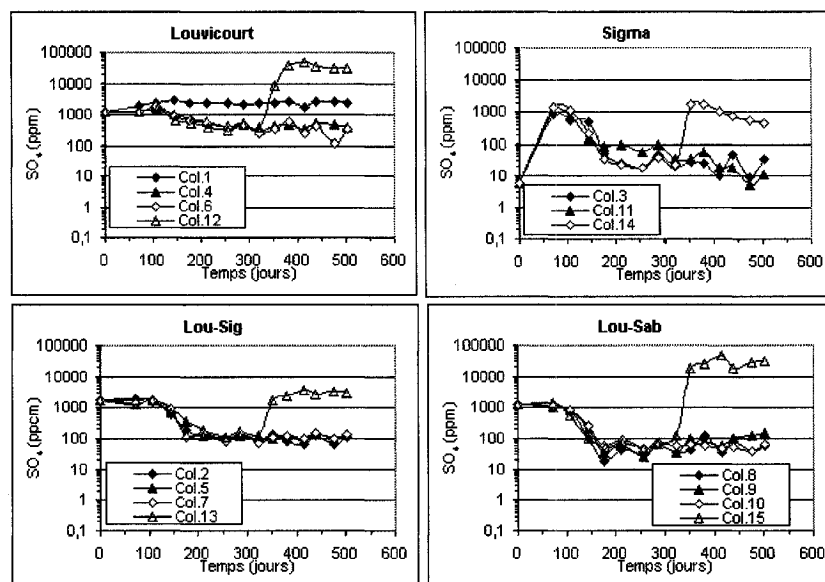 Louvicourt
SO₄ (ppm)
100000
10000
1000
100
10
1
0,1
Col.1
Col.4
Col.6
Col.12
0 100 200 300 400 500 600
Temps (jours)
Sigma
SO₄ (ppm)
100000
10000
1000
100
10
1
0,1
Col.3
Col.11
Col.14
0 100 200 300 400 500 600
Temps (jours)
Lou-Sig
SO₄ (ppcm)
100000
10000
1000
100
10
1
0,1
Col.2
Col.5
Col.7
Col.13
0 100 200 300 400 500 600
Temps (jours)
Lou-Sab
SO₄ (ppm)
100000
10000
1000
100
10
1
0,1
Col.8
Col.9
Col.10
Col.15
0 100 200 300 400 500 600
Temps (jours)